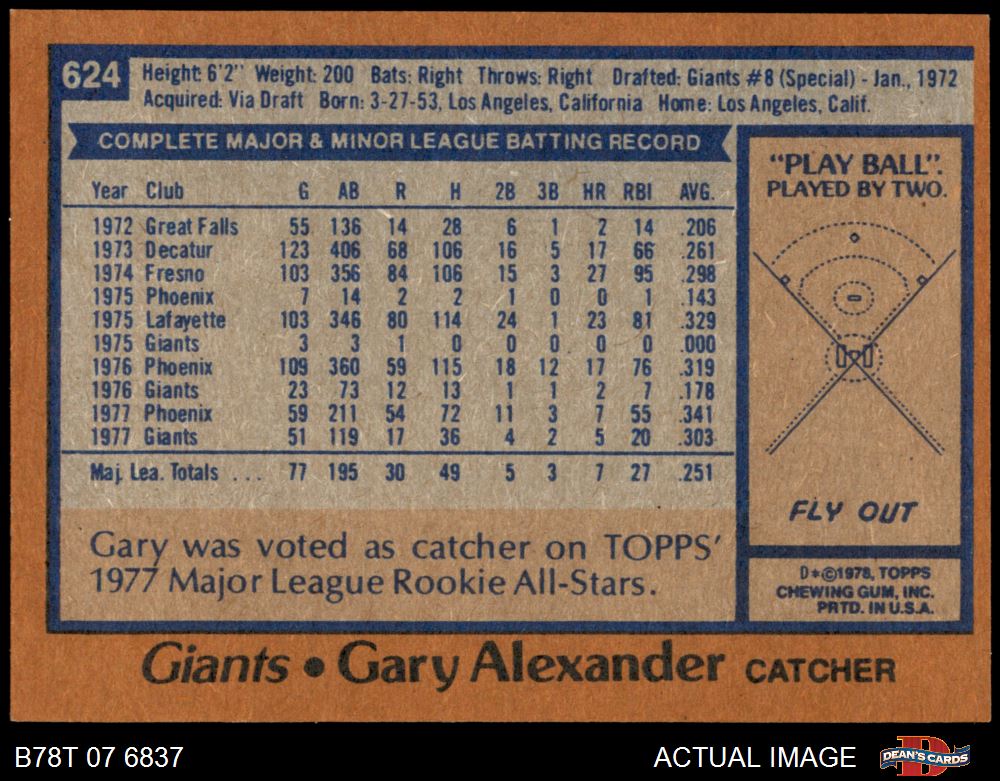 624
Height: 6'2" Weight: 200 Bats: Right Throws: Right Drafted: Giants #8 (Special) - Jan., 1972
Acquired: Via Draft Born: 3-27-53, Los Angeles, California Home: Los Angeles, Calif.
COMPLETE MAJOR & MINOR LEAGUE BATTING RECORD
Year Club G AB R H 2B 3B HR RBI AVG.
1972 Great Falls 55 136 14 28 6 1 2 14 .206
1973 Decatur 123 406 68 106 16 5 17 66 .261
1974 Fresno 103 356 84 106 15 3 27 95 .298
1975 Phoenix 7 14 2 2 1 0 0 1 .143
1975 Lafayette 103 346 80 114 24 1 23 81 .329
1975 Giants 3 3 1 0 0 0 0 0 .000
1976 Phoenix 109 360 59 115 18 12 17 76 .319
1976 Giants 23 73 12 13 1 1 2 7 .178
1977 Phoenix 59 211 54 72 11 3 7 55 .341
1977 Giants 51 119 17 36 4 2 5 20 .303
Maj. Lea. Totals . . . 77 195 30 49 5 3 7 27 .251
Gary was voted as catcher on TOPPS'
1977 Major League Rookie All-Stars.
"PLAY BALL".
PLAYED BY TWO.
FLY OUT
D*©1978, TOPPS
CHEWING GUM, INC.
PRTD. IN U.S.A.
Giants • Gary Alexander CATCHER
B78T 07 6837
ACTUAL IMAGE
D
DEAN'S CARDS